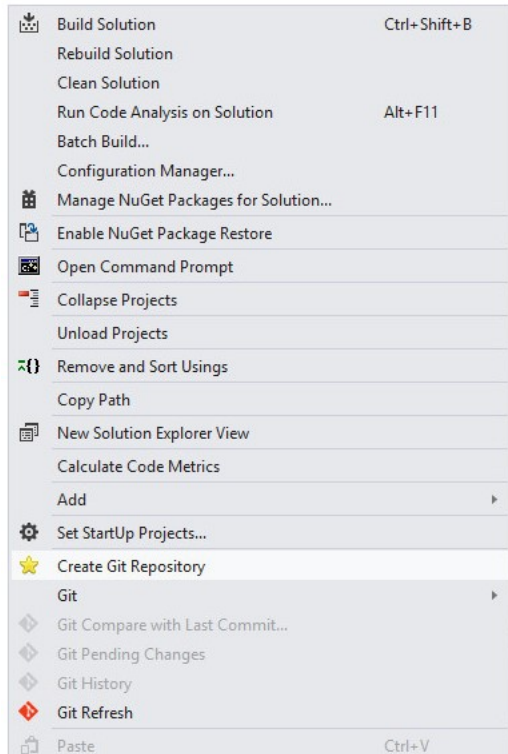 Build Solution Ctrl+Shift+B
Rebuild Solution
Clean Solution
Run Code Analysis on Solution Alt+F11
Batch Build...
Configuration Manager...
Manage NuGet Packages for Solution...
Enable NuGet Package Restore
Open Command Prompt
Collapse Projects
Unload Projects
Remove and Sort Usings
Copy Path
New Solution Explorer View
Calculate Code Metrics
Add
Set StartUp Projects...
Create Git Repository
Git
Git Compare with Last Commit...
Git Pending Changes
Git History
Git Refresh
Paste Ctrl+V